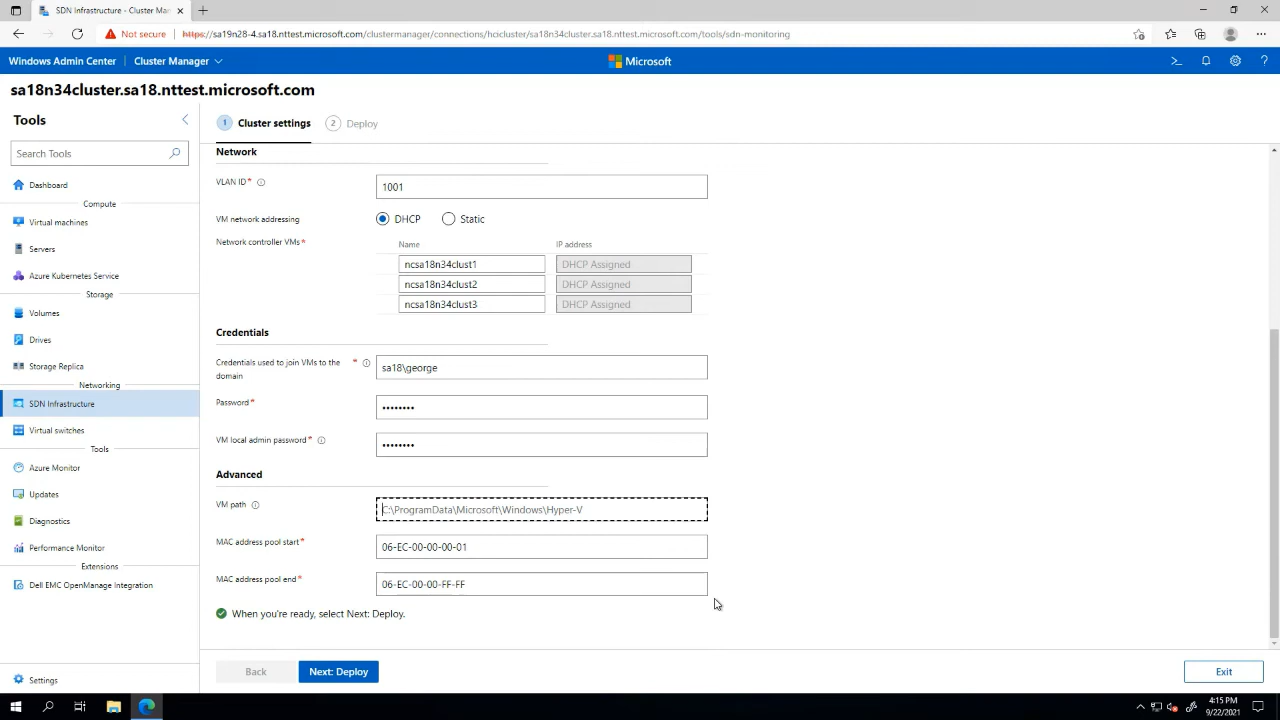 SDN Infrastructure - Cluster Ma
Not secure
https://sa19n28-4.sa18.nttest.microsoft.com/clustermanager/connections/hcicluster/sa18n34cluster.sa18.nttest.microsoft.com/tools/sdn-monitoring
Windows Admin Center
Cluster Manager
Microsoft
sa18n34cluster.sa18.nttest.microsoft.com
Tools
Search Tools
Dashboard
Compute
Virtual machines
Servers
Azure Kubernetes Service
Storage
Volumes
Drives
Storage Replica
Networking
SDN Infrastructure
Virtual switches
Tools
Azure Monitor
Updates
Diagnostics
Performance Monitor
Extensions
Dell EMC OpenManage Integration
Settings
1 Cluster settings
2 Deploy
Network
VLAN ID*
1001
VM network addressing
DHCP
Static
Network controller VMs*
Name IP address
ncsa18n34clust1 DHCP Assigned
ncsa18n34clust2 DHCP Assigned
ncsa18n34clust3 DHCP Assigned
Credentials
Credentials used to join VMs to the *
domain
sa18\george
Password*
••••••••
VM local admin password*
••••••••
Advanced
VM path
C:\ProgramData\Microsoft\Windows\Hyper-V
MAC address pool start*
06-EC-00-00-00-01
MAC address pool end*
06-EC-00-00-FF-FF
When you're ready, select Next: Deploy.
Back
Next: Deploy
Exit
4:15 PM
9/22/2021